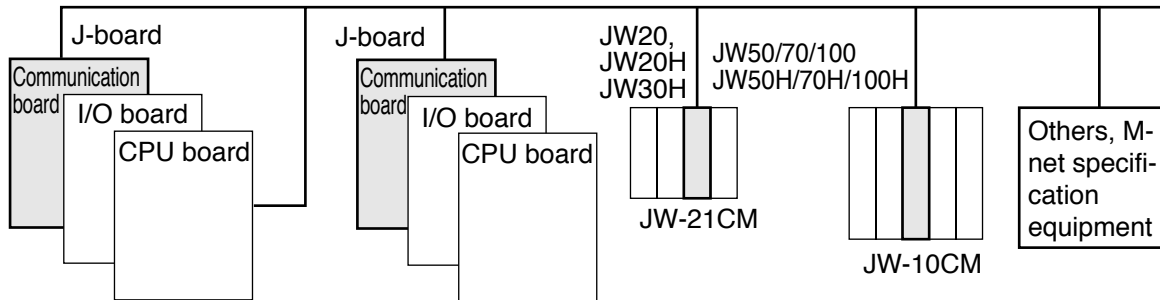 J-board
Communication
board
I/O board
CPU board
J-board
Communication
board
I/O board
CPU board
JW20,
JW20H
JW30H
JW-21CM
JW50/70/100
JW50H/70H/100H
JW-10CM
Others, M-
net specifi-
cation
equipment